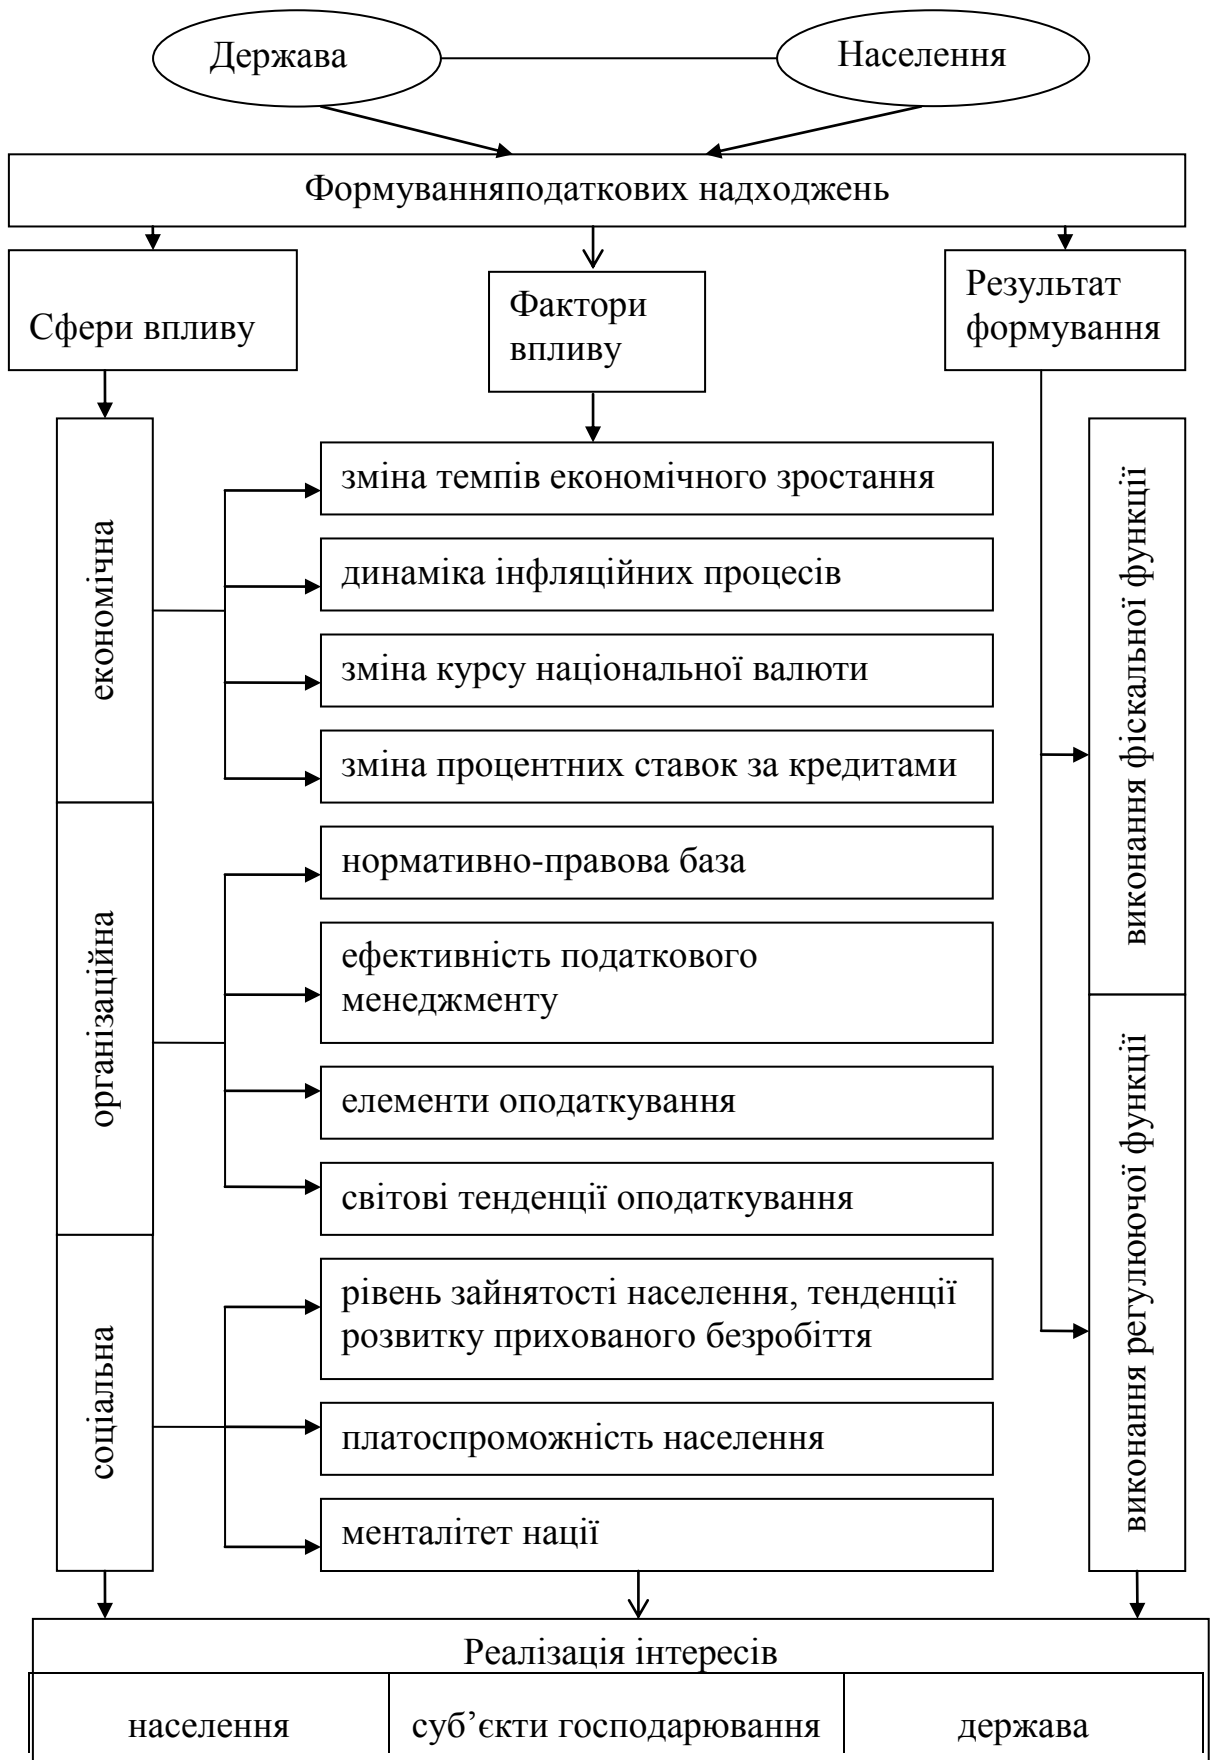 Держава
Населення
Формуванняподаткових надходжень
Сфери впливу
Фактори
впливу
Результат
формування
економічна
зміна темпів економічного зростання
динаміка інфляційних процесів
зміна курсу національної валюти
зміна процентних ставок за кредитами
організаційна
нормативно-правова база
ефективність податкового
менеджменту
елементи оподаткування
світові тенденції оподаткування
соціальна
рівень зайнятості населення, тенденції
розвитку прихованого безробіття
платоспроможність населення
менталітет нації
виконання фіскальної функції
виконання регулюючої функції
Реалізація інтересів
населення
суб’єкти господарювання
держава